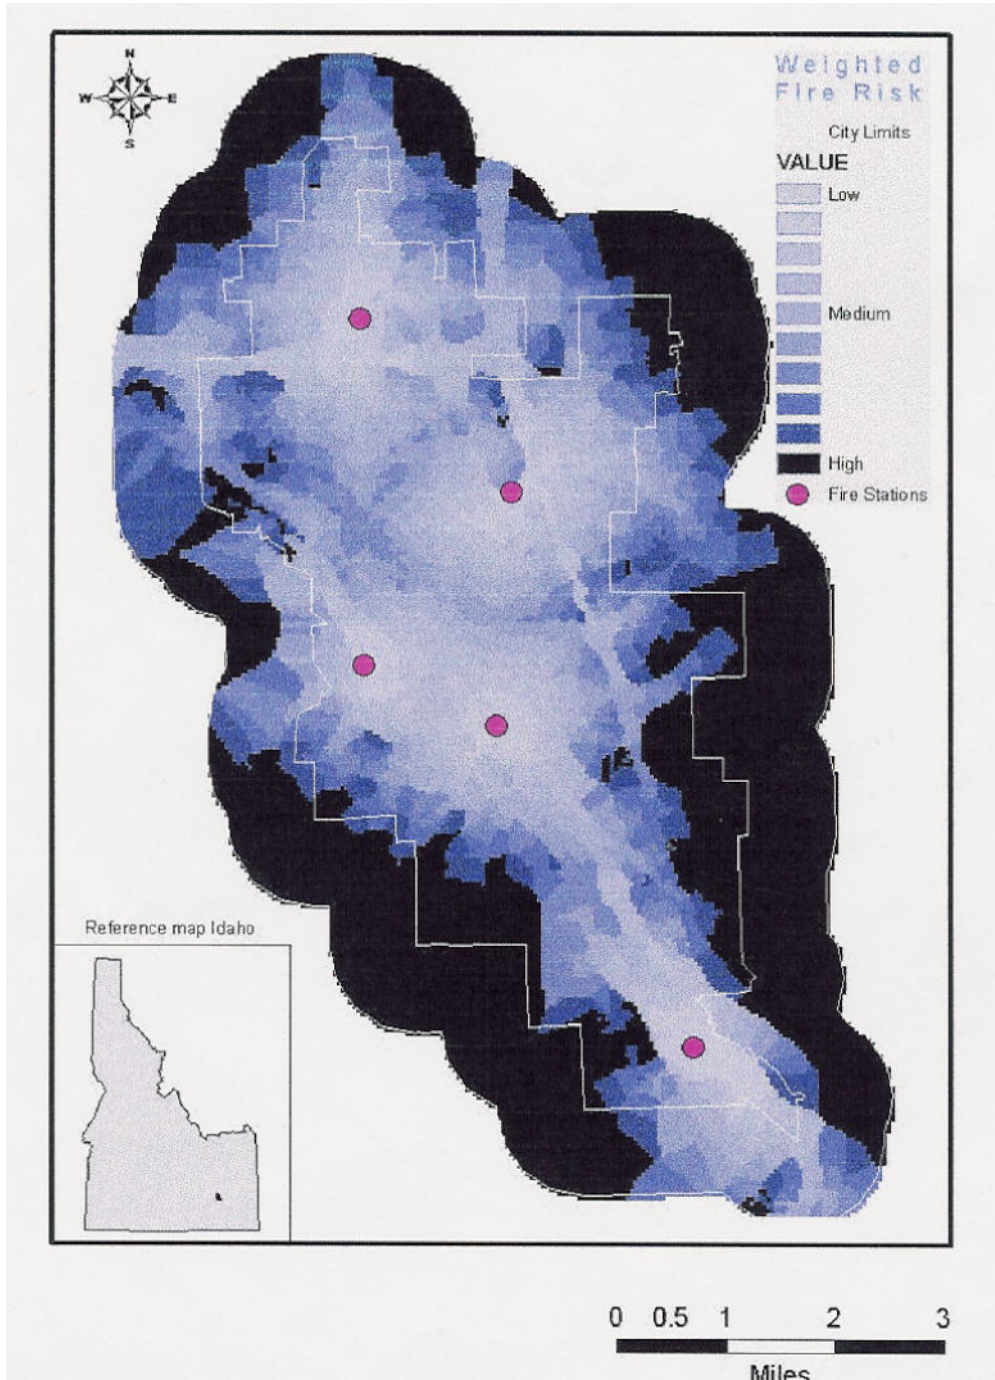 N
W E
S
Weighted
Fire Risk
City Limits
VALUE
Low
Medium
High
Fire Stations
Reference map Idaho
0 0.5 1 2 3
Miles